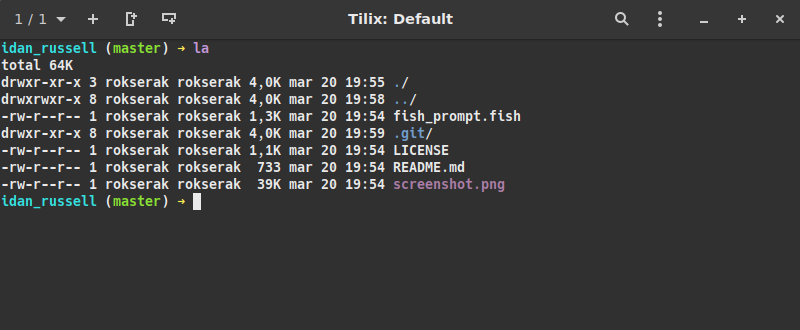 1 / 1 Tilix: Default
idan_russell (master) → la
total 64K
drwxr-xr-x 3 rokserak rokserak 4,0K mar 20 19:55 ./
drwxrwxr-x 8 rokserak rokserak 4,0K mar 20 19:58 ../
-rw-r--r-- 1 rokserak rokserak 1,3K mar 20 19:54 fish_prompt.fish
drwxr-xr-x 8 rokserak rokserak 4,0K mar 20 19:59 .git/
-rw-r--r-- 1 rokserak rokserak 1,1K mar 20 19:54 LICENSE
-rw-r--r-- 1 rokserak rokserak  733 mar 20 19:54 README.md
-rw-r--r-- 1 rokserak rokserak  39K mar 20 19:54 screenshot.png
idan_russell (master) →